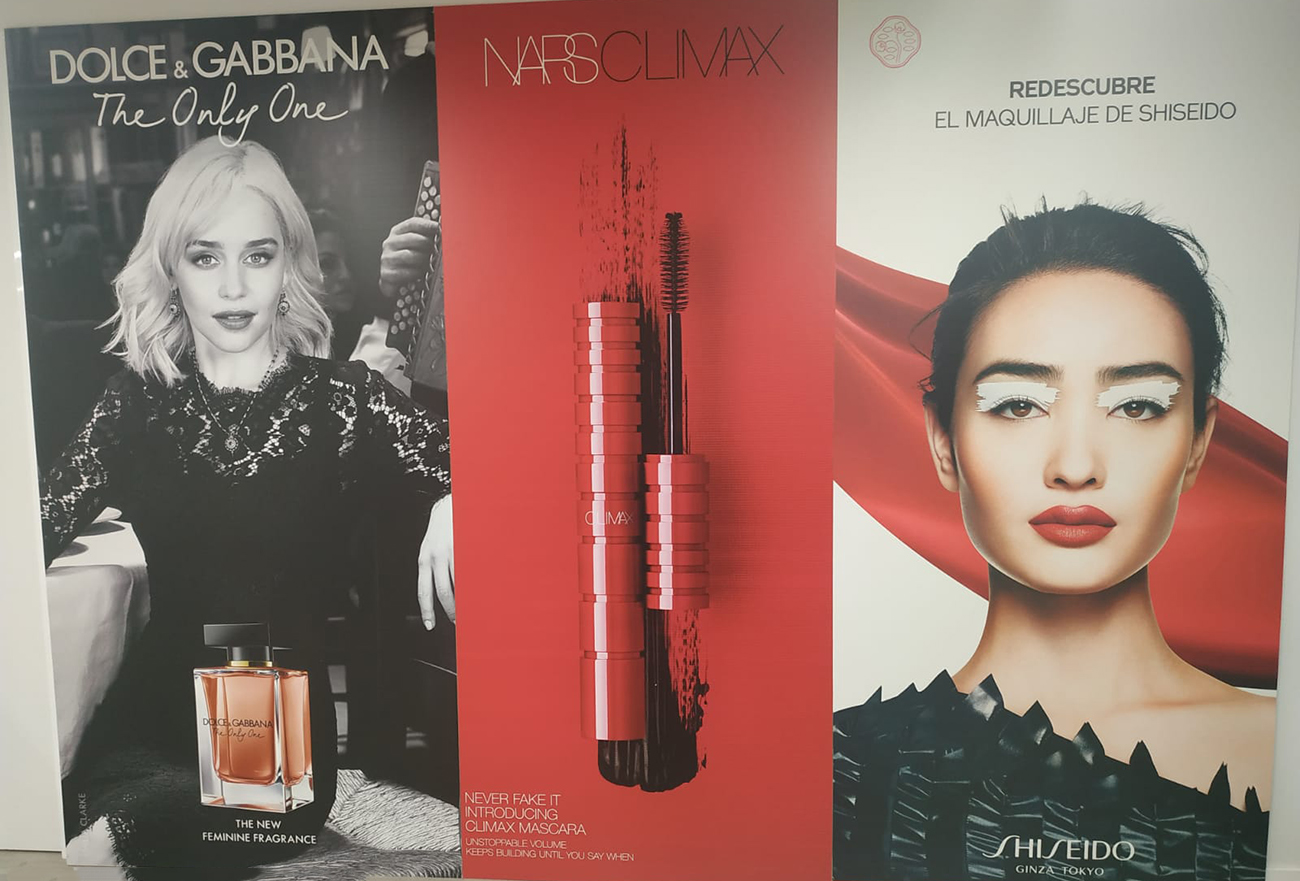 DOLCE & GABBANA
The Only One
DOLCE & GABBANA
The Only One
THE NEW
FEMININE FRAGRANCE
CLARKE
NARSCLIMAX
CLIMAX
NEVER FAKE IT
INTRODUCING
CLIMAX MASCARA
UNSTOPPABLE VOLUME
KEEPS BUILDING UNTIL YOU SAY WHEN
REDESCUBRE
EL MAQUILLAJE DE SHISEIDO
SHISEIDO
GINZA TOKYO